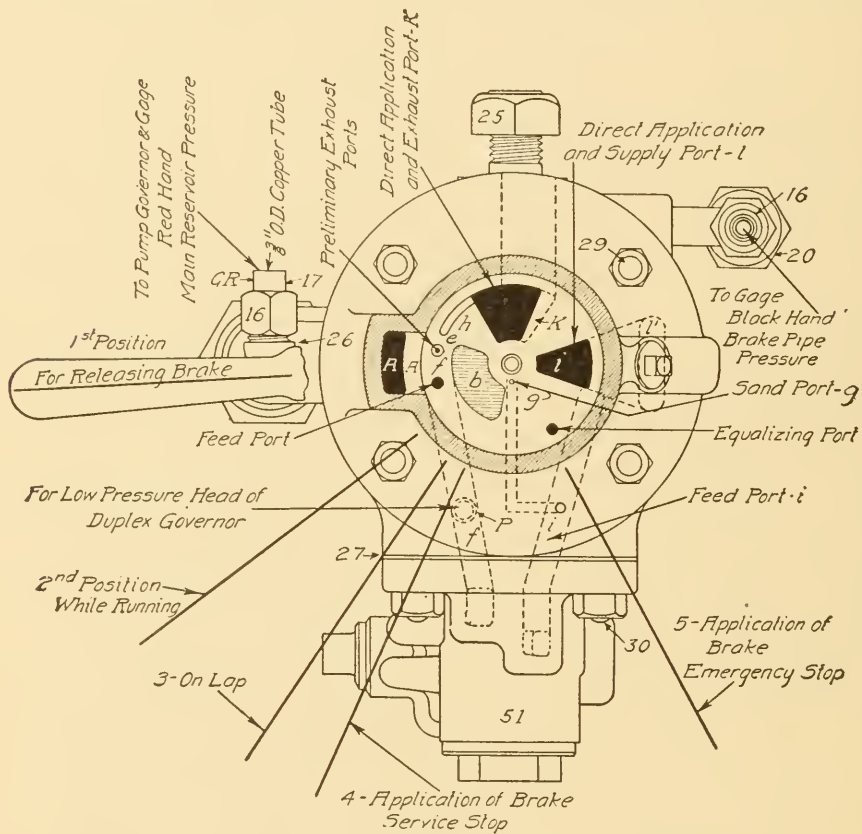 To Pump Governor & Gage
Red Hand
Main Reservoir Pressure
3/8" O.D. Copper Tube
Preliminary Exhaust
Ports
Direct Application
and Exhaust Port-K
25
Direct Application
and Supply Port-l
16
20
29
GR
17
16
To Gage
Black Hand
Brake Pipe
Pressure
1st Position
26
For Releasing Brake
A
A
e
f
h
K
b
i
l'
g
Sand Port-g
Feed Port
Equalizing Port
For Low Pressure Head of
Duplex Governor
P
f
i
Feed Port-i
27
2nd Position
While Running
30
5-Application of
Brake
Emergency Stop
3-On Lap
51
4-Application of Brake
Service Stop